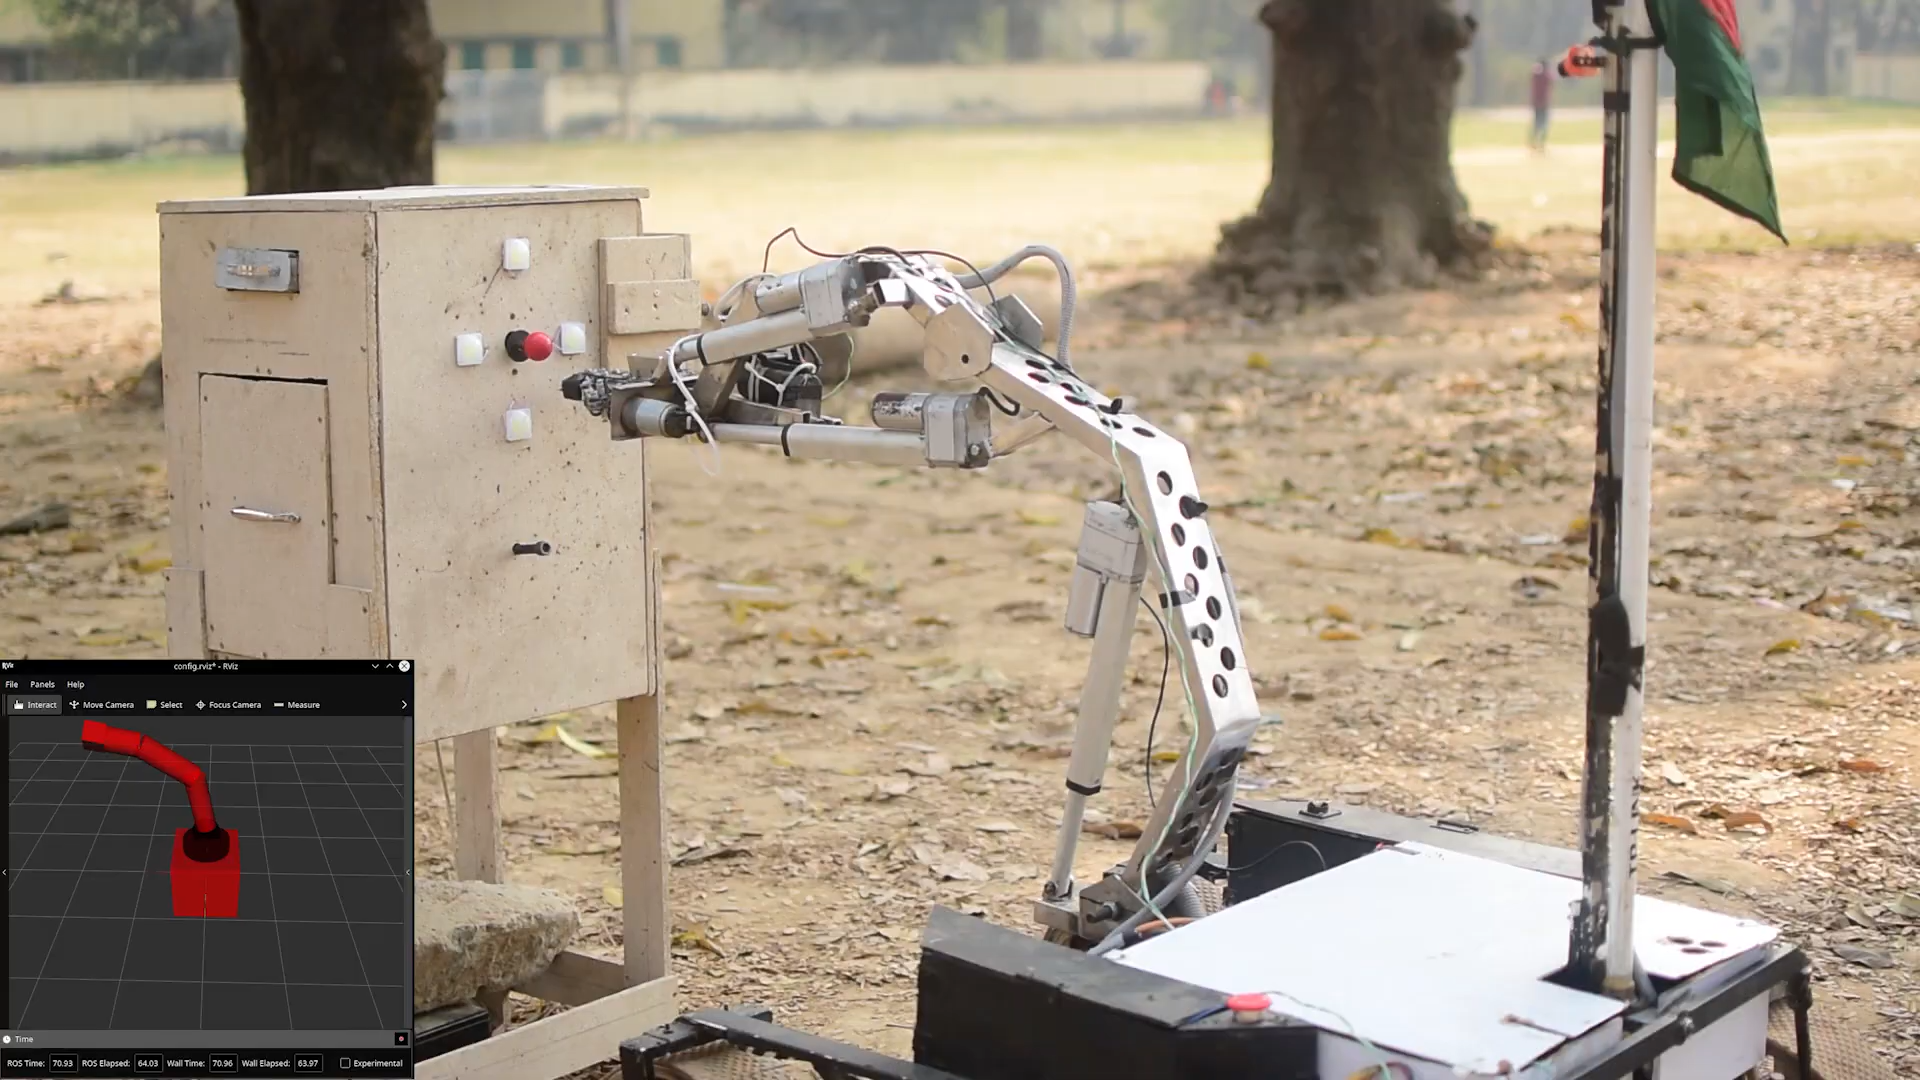 RViz config.rviz* - RViz
File Panels Help
Interact Move Camera Select Focus Camera Measure
Time
ROS Time: 70.93 ROS Elapsed: 64.03 Wall Time: 70.96 Wall Elapsed: 63.97 Experimental